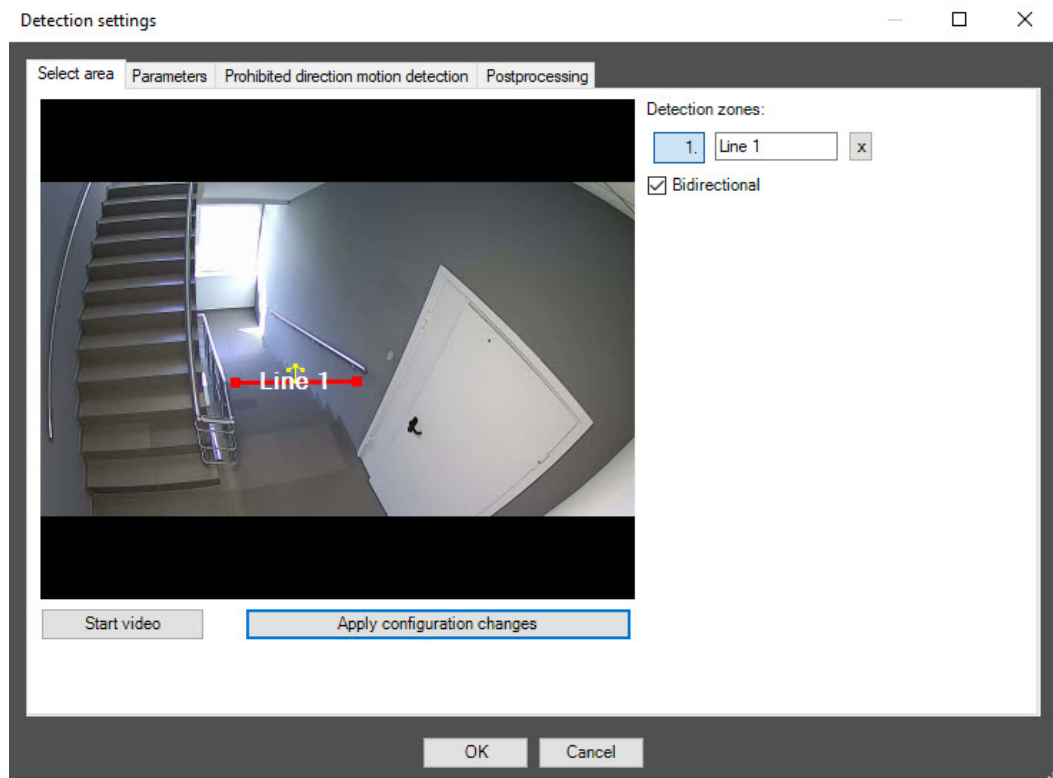 Detection settings
Select area Parameters Prohibited direction motion detection Postprocessing
Detection zones:
1. Line 1 x
Bidirectional
Line 1
Start video Apply configuration changes
OK Cancel